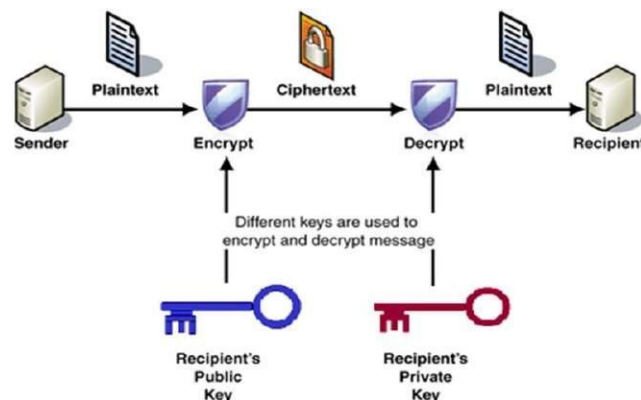 Plaintext
Ciphertext
Plaintext
Sender
Encrypt
Decrypt
Recipient
Different keys are used to
encrypt and decrypt message
Recipient's
Public
Key
Recipient's
Private
Key